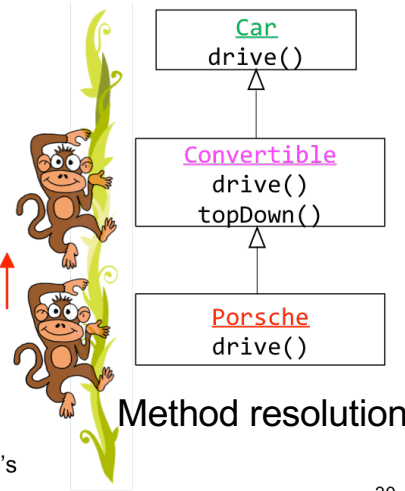 Car
drive()
Convertible
drive()
topDown()
Porsche
drive()
Method resolution
's